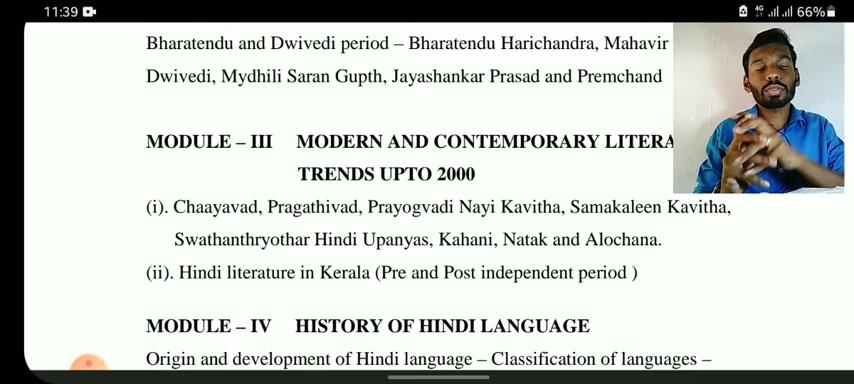 11:39
4G 66%
Bharatendu and Dwivedi period – Bharatendu Harichandra, Mahavir
Dwivedi, Mydhili Saran Gupth, Jayashankar Prasad and Premchand
MODULE – III MODERN AND CONTEMPORARY LITERA
TRENDS UPTO 2000
(i). Chaayavad, Pragathivad, Prayogvadi Nayi Kavitha, Samakaleen Kavitha,
Swathanthryothar Hindi Upanyas, Kahani, Natak and Alochana.
(ii). Hindi literature in Kerala (Pre and Post independent period )
MODULE – IV HISTORY OF HINDI LANGUAGE
Origin and development of Hindi language – Classification of languages –